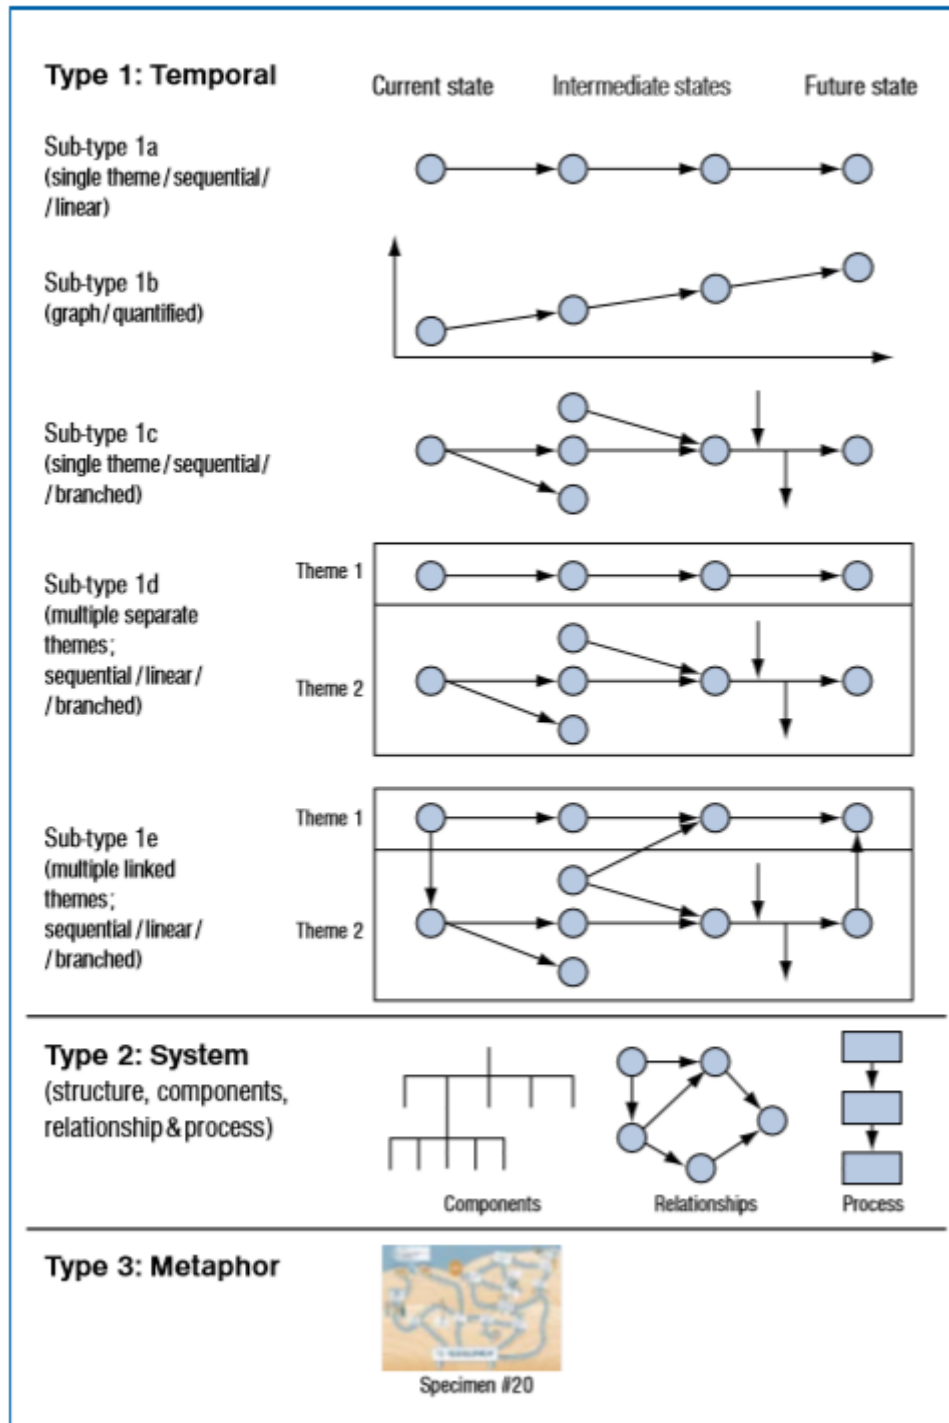 Type 1: Temporal
Current state
Intermediate states
Future state
Sub-type 1a
(single theme/sequential/
/linear)
Sub-type 1b
(graph/quantified)
Sub-type 1c
(single theme/sequential/
/branched)
Sub-type 1d
(multiple separate
themes;
sequential/linear/
/branched)
Theme 1
Theme 2
Sub-type 1e
(multiple linked
themes;
sequential/linear/
/branched)
Theme 1
Theme 2
Type 2: System
(structure, components,
relationship & process)
Components
Relationships
Process
Type 3: Metaphor
Specimen #20